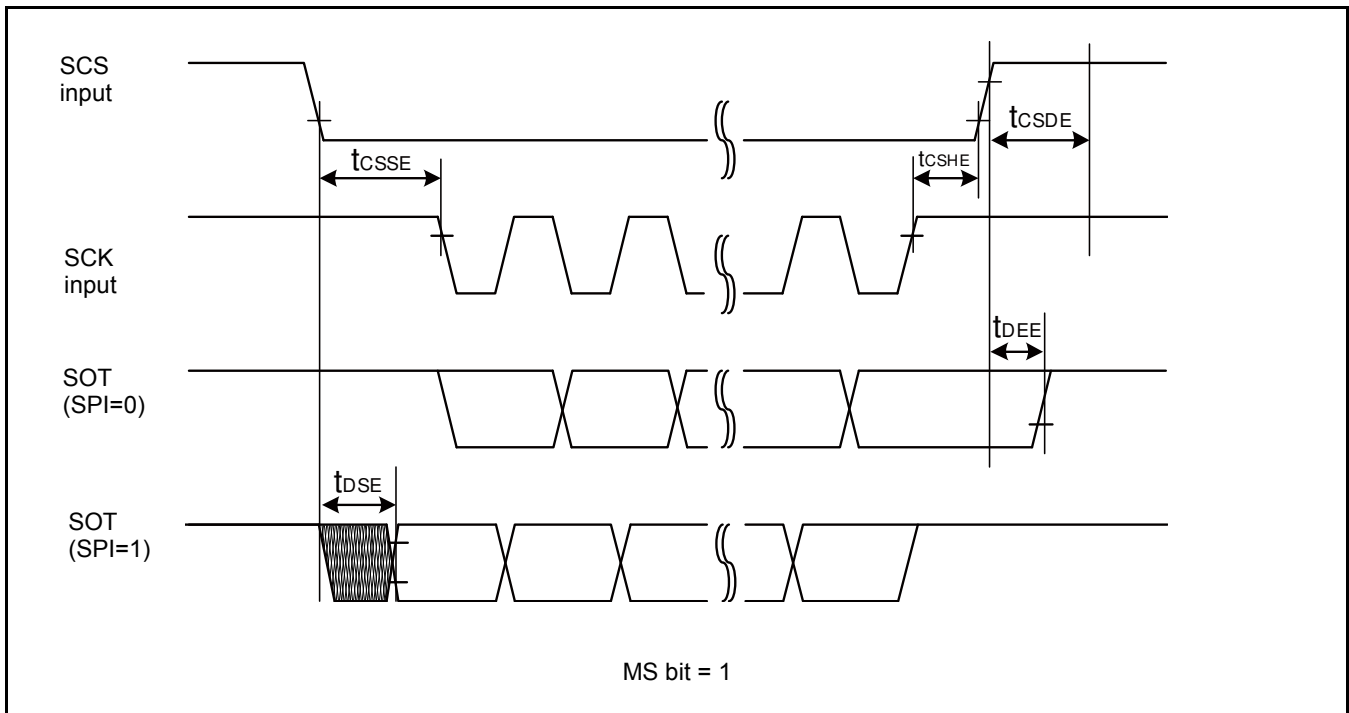 SCS
input
tCSDE
tCSSE
tCSHE
SCK
input
tDEE
SOT
(SPI=0)
tDSE
SOT
(SPI=1)
MS bit = 1